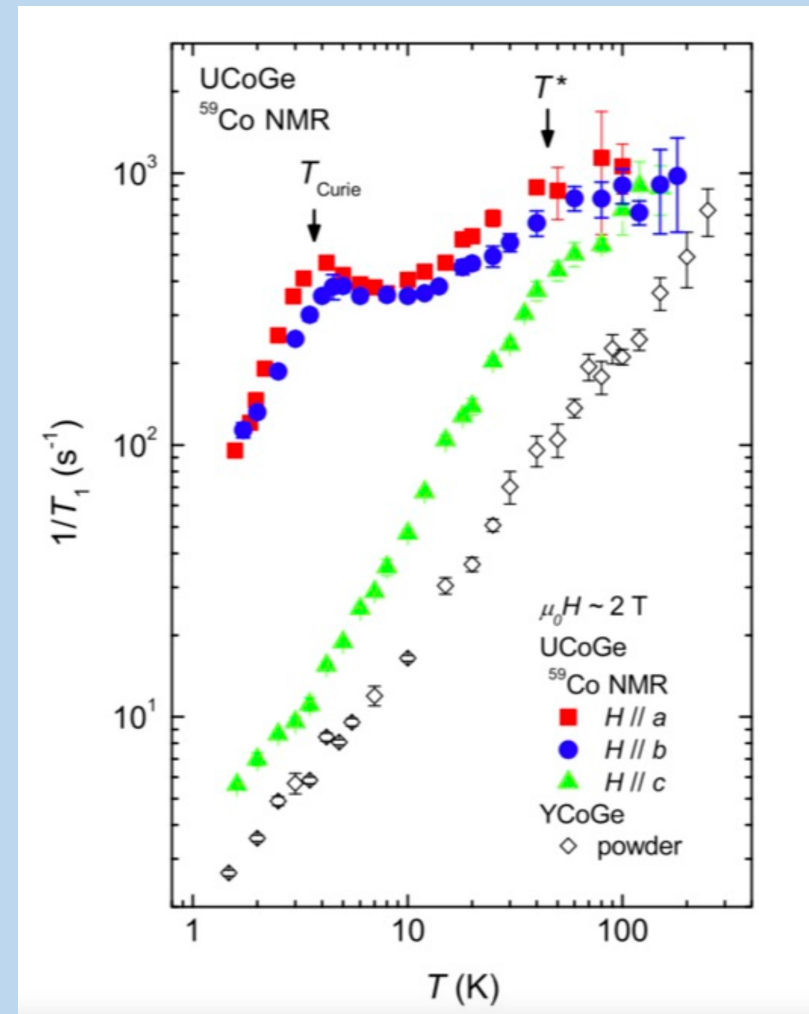 UCoGe
⁵⁹Co NMR
T*
T_Curie
10³
10²
10¹
1/T₁ (s⁻¹)
μ₀H ~ 2 T
UCoGe
⁵⁹Co NMR
H // a
H // b
H // c
YCoGe
powder
1 10 100
T (K)